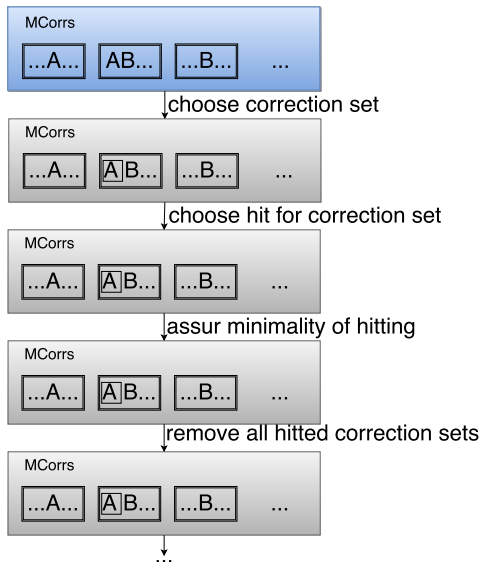 MCorrs
...A... AB... ...B... ...
choose correction set
MCorrs
...A... AB... ...B... ...
choose hit for correction set
MCorrs
...A... AB... ...B... ...
assur minimality of hitting
MCorrs
...A... AB... ...B... ...
remove all hitted correction sets
MCorrs
...A... AB... ...B... ...
...